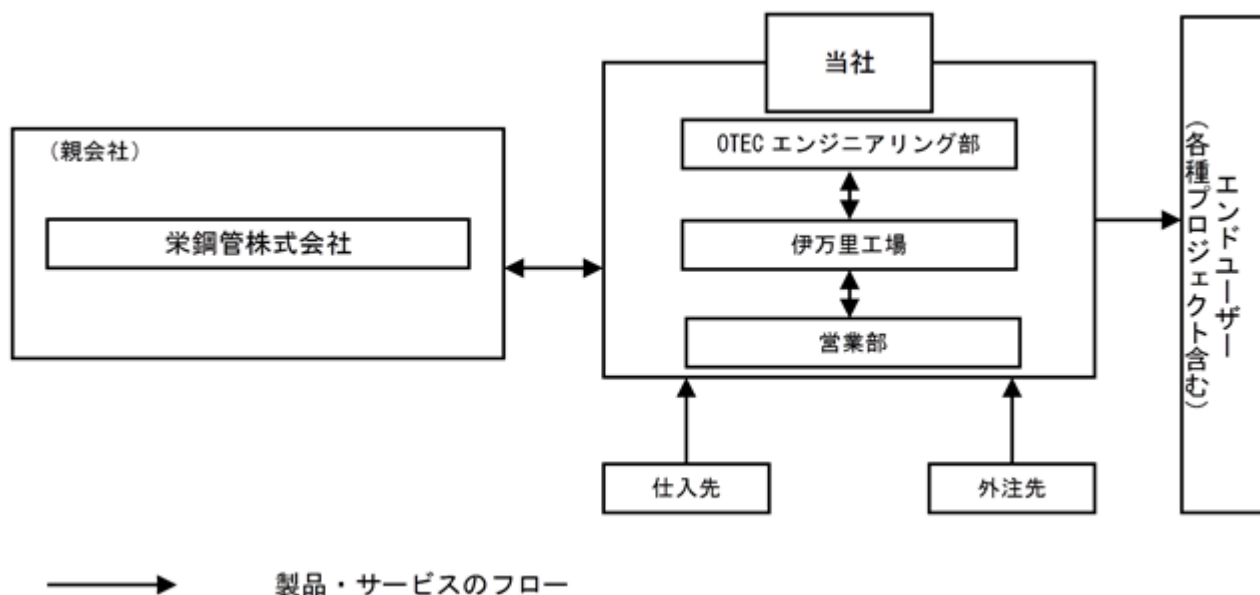 当社
（親会社）
栄鋼管株式会社
OTEC エンジニアリング部
伊万里工場
営業部
仕入先
外注先
エンドユーザー
（各種プロジェクト含む）
製品・サービスのフロー